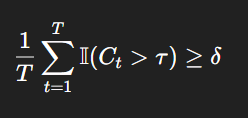 \frac{1}{T} \sum_{t=1}^{T} \mathbb{I}(C_t > \tau) \geq \delta